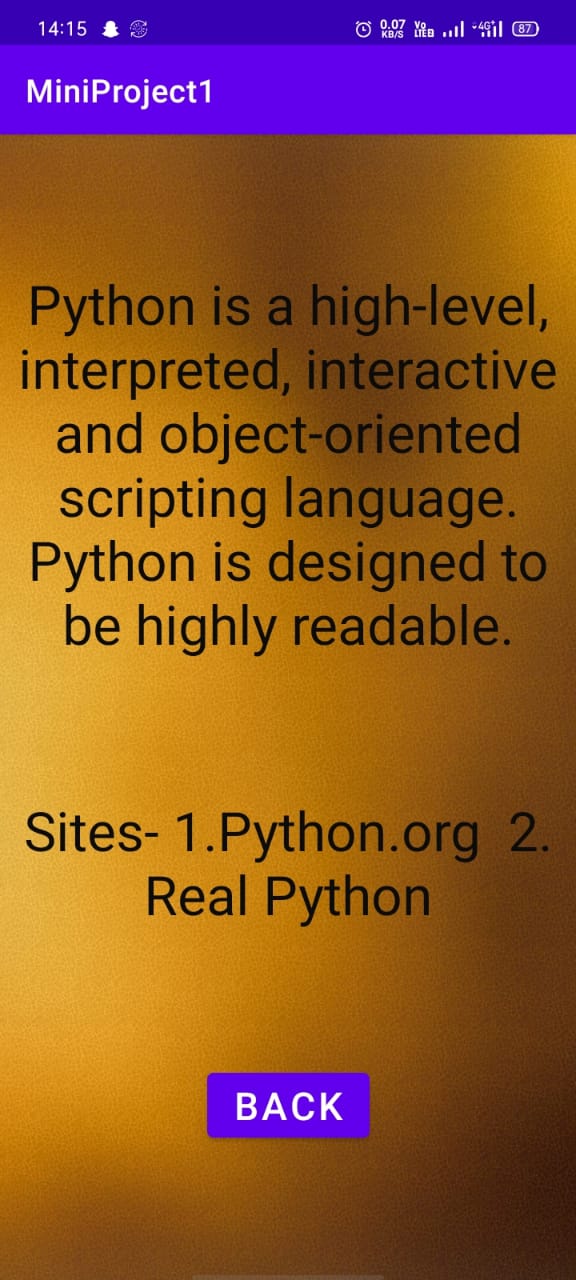 14:15 0.07 KB/S Vo LTE 4G+ 87
MiniProject1
Python is a high-level,
interpreted, interactive
and object-oriented
scripting language.
Python is designed to
be highly readable.
Sites- 1.Python.org  2.
Real Python
BACK